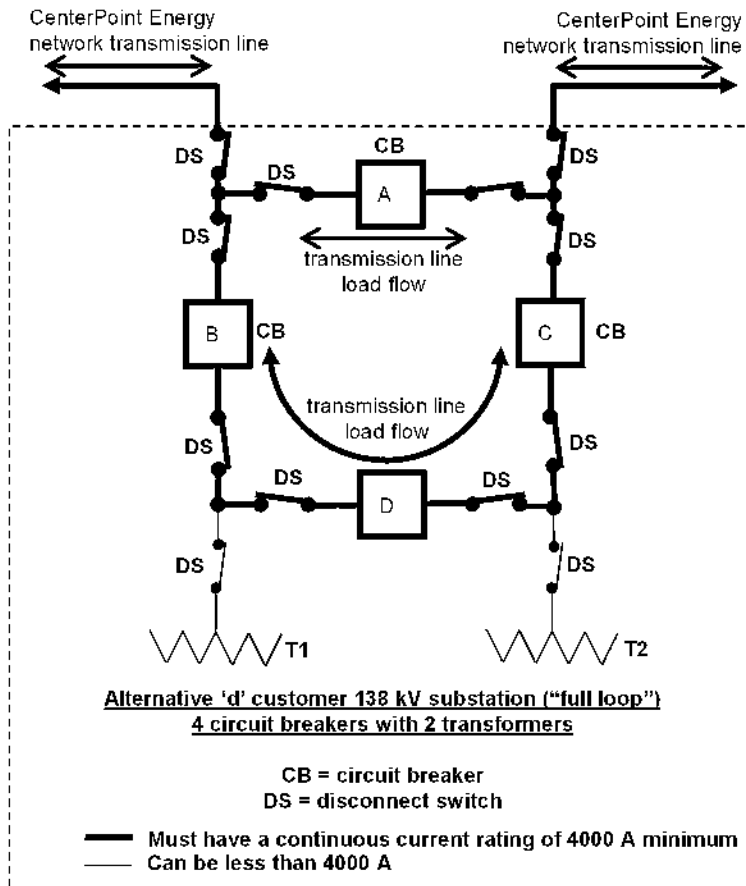 CenterPoint Energy
network transmission line
CenterPoint Energy
network transmission line
DS
DS
CB
DS
A
DS
DS
transmission line
load flow
B
CB
C
CB
transmission line
load flow
DS
DS
DS
D
DS
DS
DS
T1
T2
Alternative ‘d’ customer 138 kV substation (“full loop”)
4 circuit breakers with 2 transformers
CB = circuit breaker
DS = disconnect switch
Must have a continuous current rating of 4000 A minimum
Can be less than 4000 A